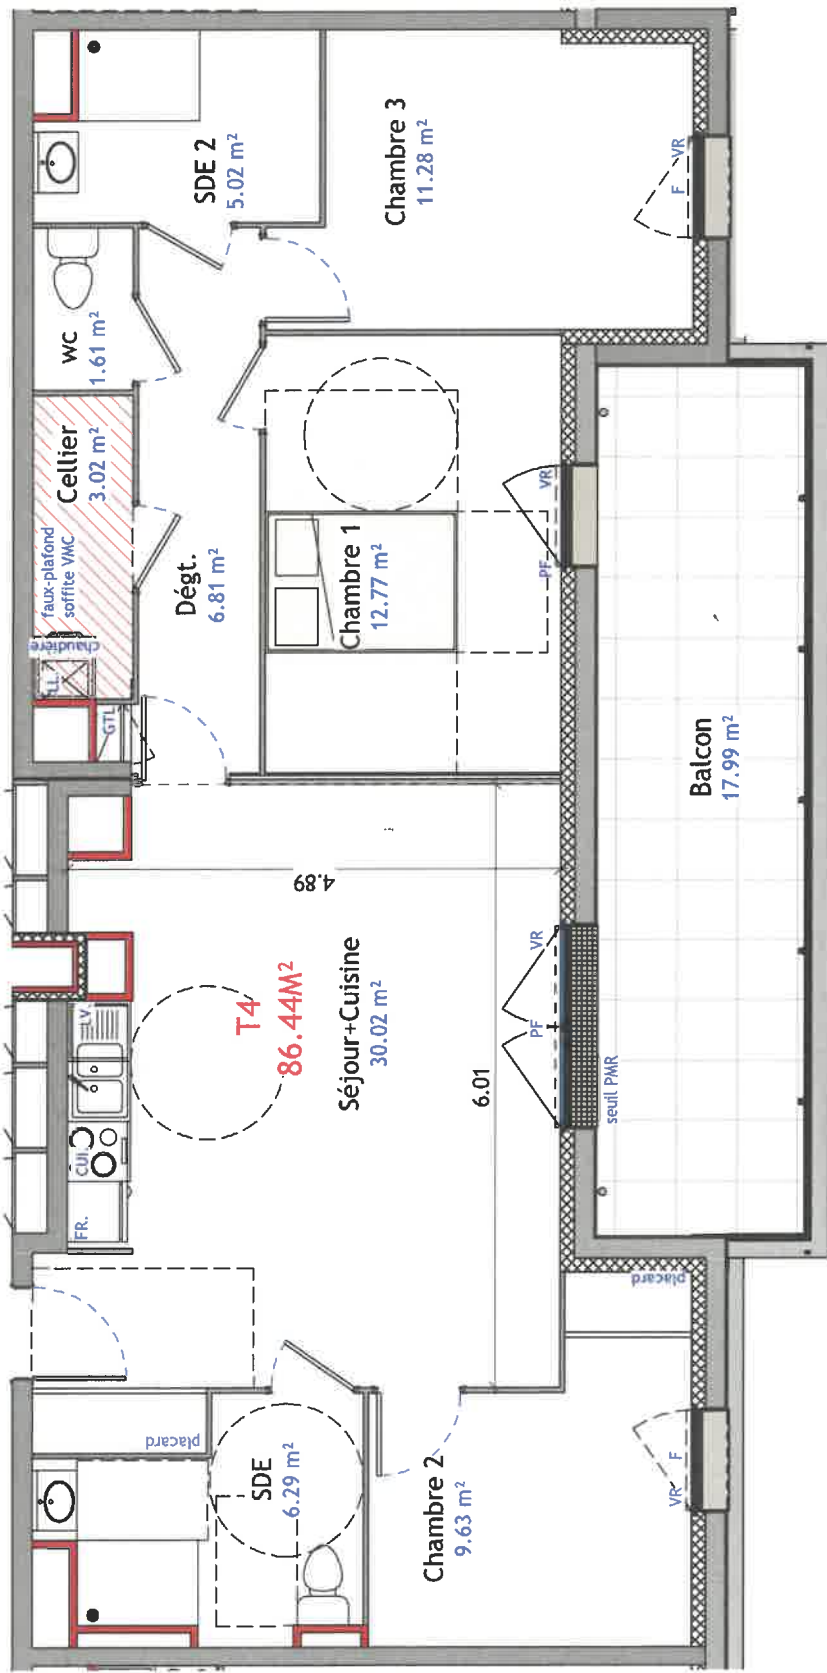 SDE 2
5.02 m²
Chambre 3
11.28 m²
F
VR
WC
1.61 m²
Cellier
3.02 m²
faux-plafond
soffite VMC
chaudière
LL.
GTL
Dégt.
6.81 m²
Chambre 1
12.77 m²
PF
VR
Balcon
17.99 m²
4.89
T4
86.44M²
Séjour+Cuisine
30.02 m²
6.01
LV.
CUI.
FR.
PF
VR
seuil PMR
placard
SDE
6.29 m²
placard
Chambre 2
9.63 m²
VR
F